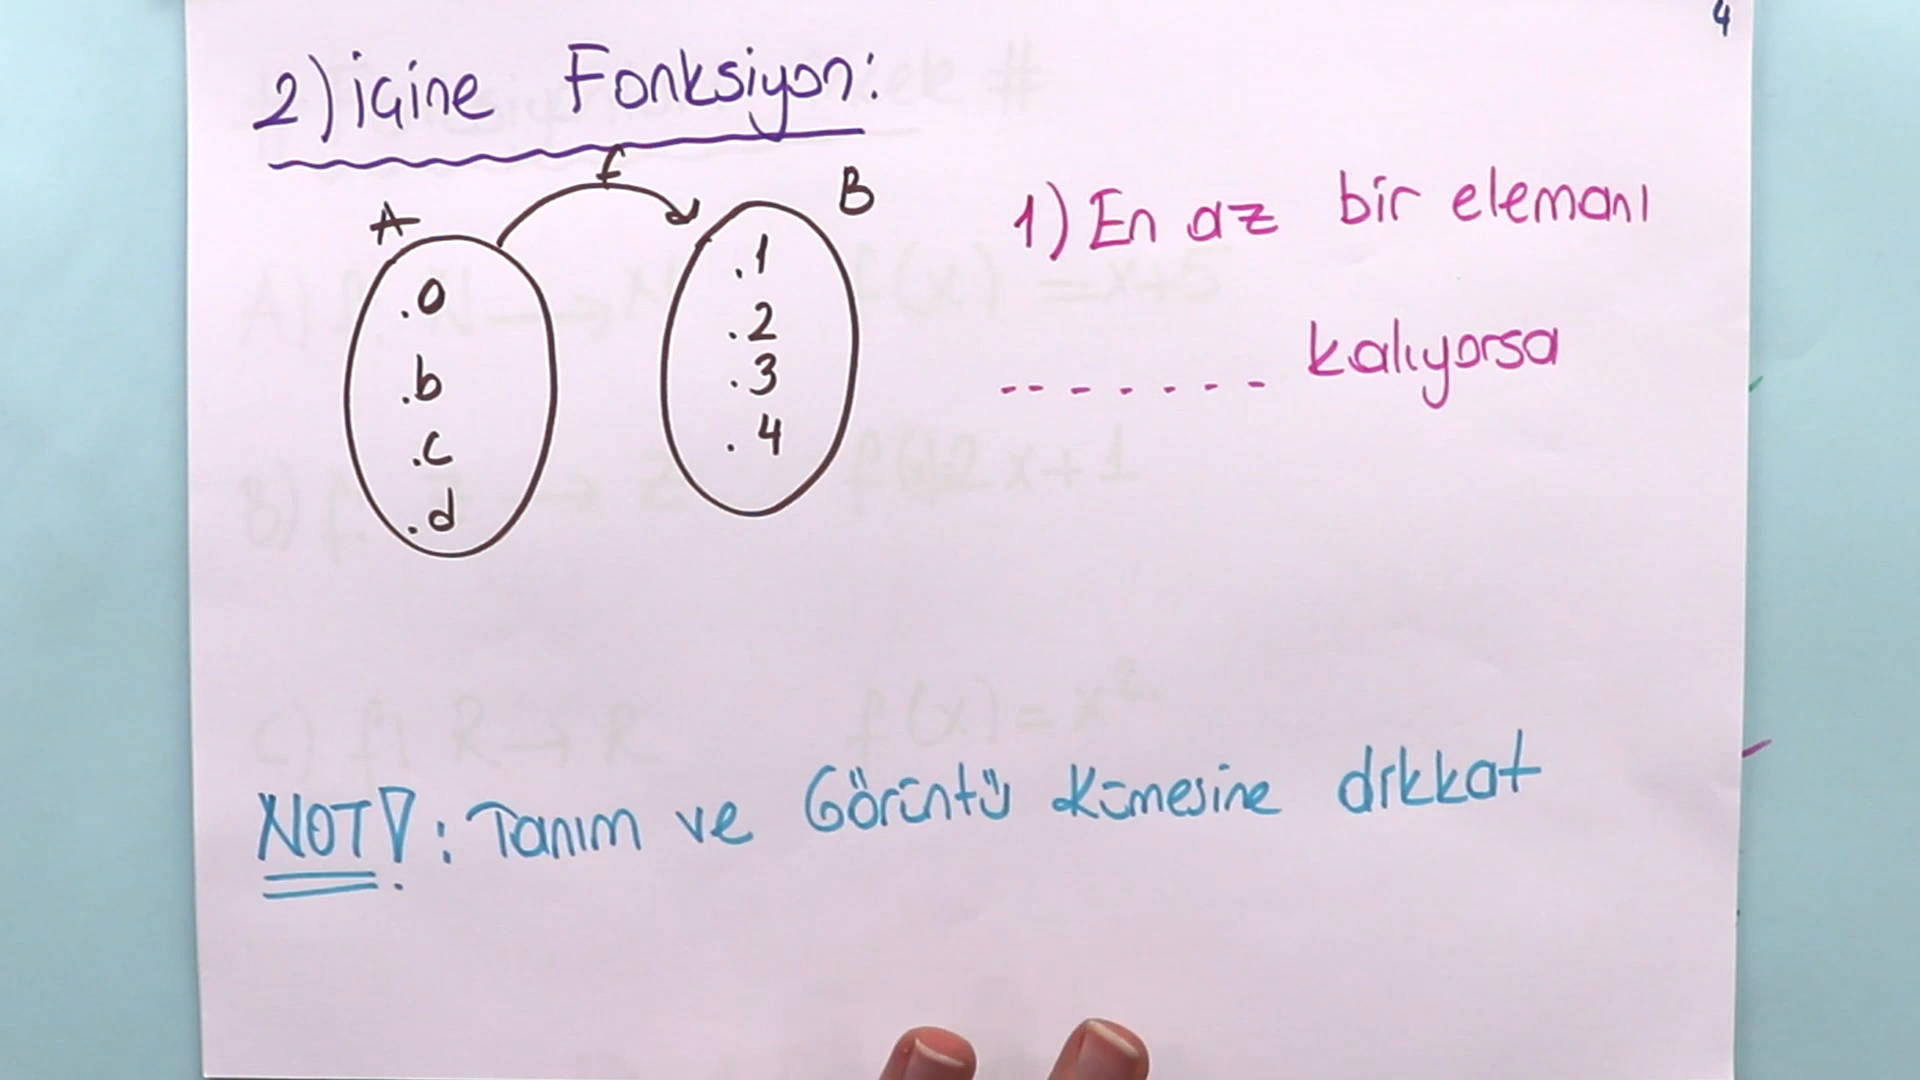 4
2) içine Fonksiyon:
f
A
B
.a
.b
.c
.d
.1
.2
.3
.4
1) En az bir elemanı
------- kalıyorsa
NOT!: Tanım ve Görüntü Kümesine dikkat